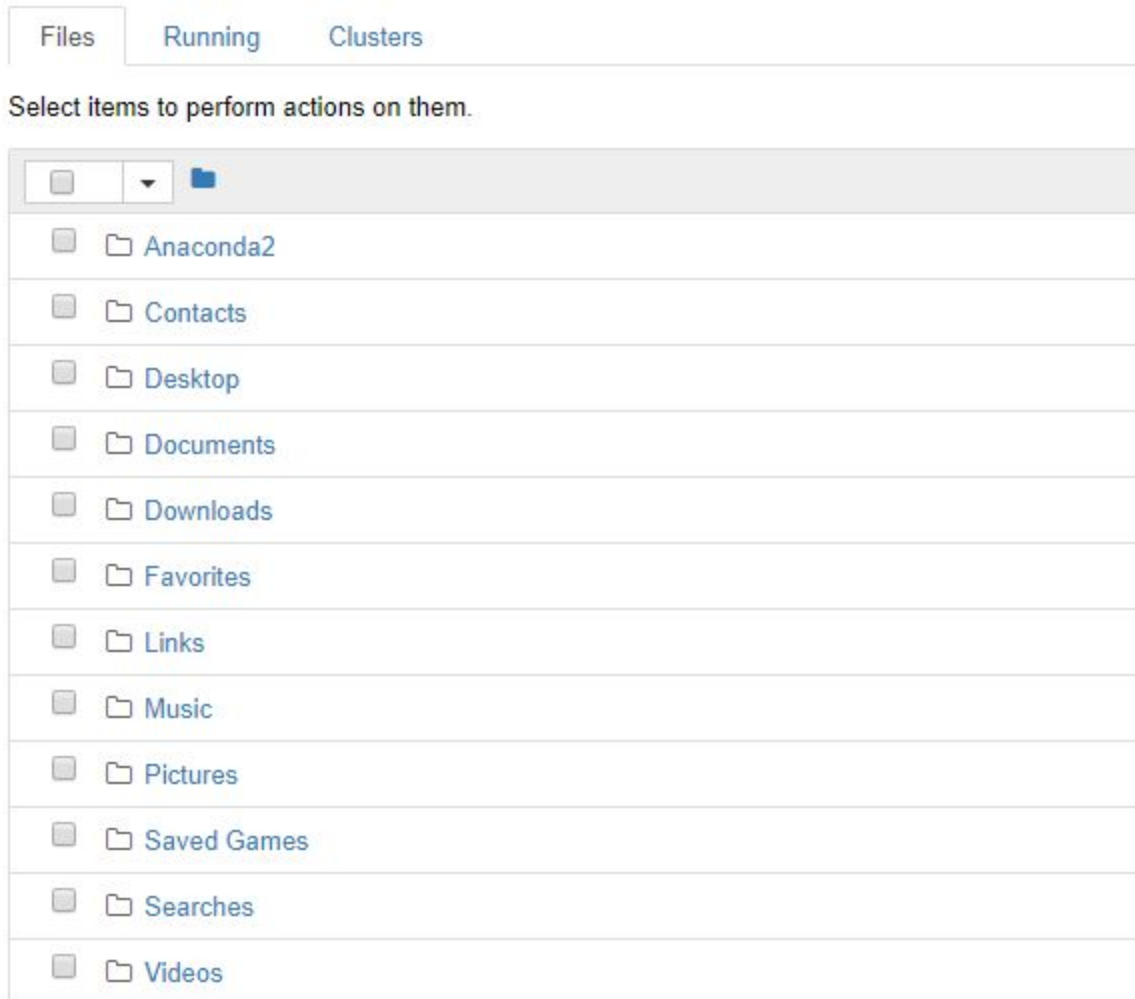 Files Running Clusters
Select items to perform actions on them.
Anaconda2
Contacts
Desktop
Documents
Downloads
Favorites
Links
Music
Pictures
Saved Games
Searches
Videos